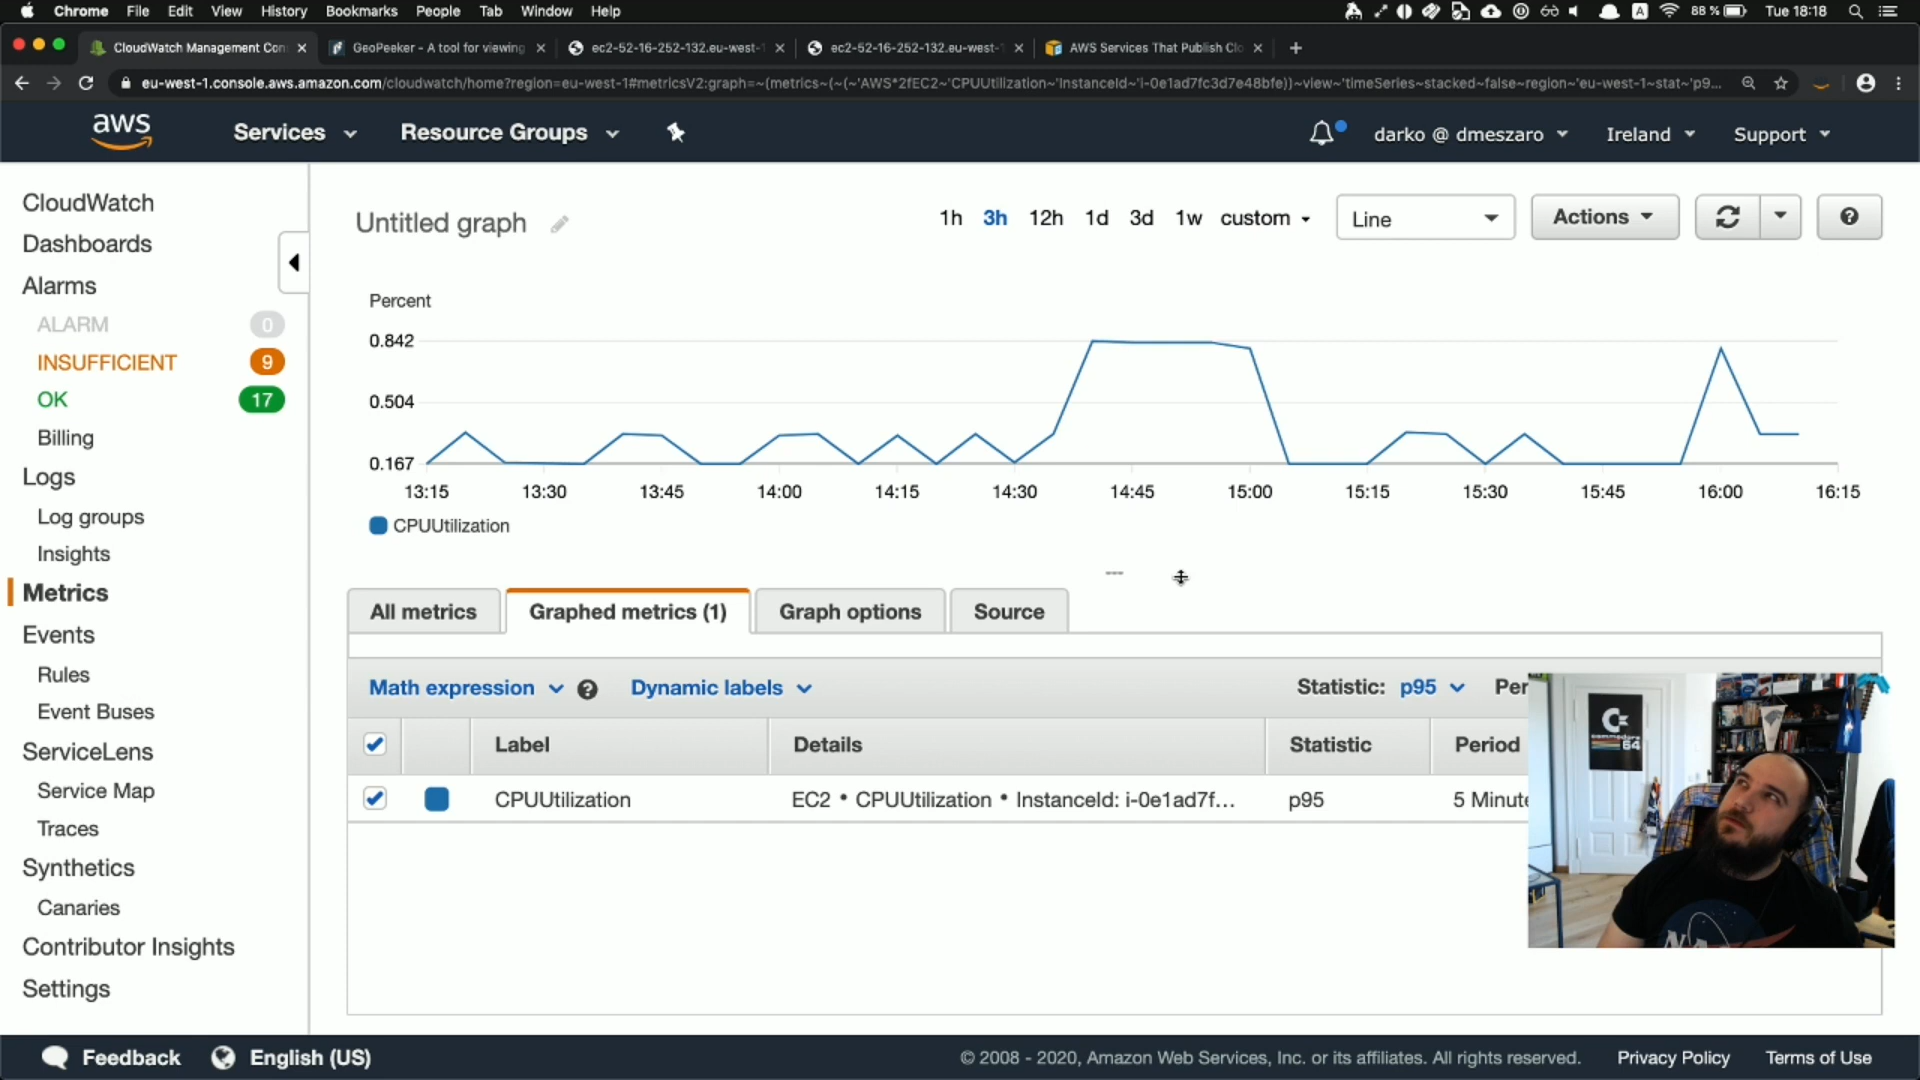 Chrome File Edit View History Bookmarks People Tab Window Help
88 % Tue 18:18
CloudWatch Management Con
GeoPeeker - A tool for viewing
ec2-52-16-252-132.eu-west-1
ec2-52-16-252-132.eu-west-1
AWS Services That Publish Clo
eu-west-1.console.aws.amazon.com/cloudwatch/home?region=eu-west-1#metricsV2:graph=~(metrics~(~(~'AWS*2fEC2~'CPUUtilization~'InstanceId~'i-0e1ad7fc3d7e48bfe))~view~'timeSeries~stacked~false~region~'eu-west-1~stat~'p9...
aws
Services
Resource Groups
darko @ dmeszaro
Ireland
Support
CloudWatch
Dashboards
Alarms
ALARM 0
INSUFFICIENT 9
OK 17
Billing
Logs
Log groups
Insights
Metrics
Events
Rules
Event Buses
ServiceLens
Service Map
Traces
Synthetics
Canaries
Contributor Insights
Settings
Untitled graph
1h 3h 12h 1d 3d 1w custom
Line
Actions
Percent
0.842
0.504
0.167
13:15 13:30 13:45 14:00 14:15 14:30 14:45 15:00 15:15 15:30 15:45 16:00 16:15
CPUUtilization
All metrics
Graphed metrics (1)
Graph options
Source
Math expression
Dynamic labels
Statistic: p95
Per
Label Details Statistic Period
CPUUtilization EC2 • CPUUtilization • InstanceId: i-0e1ad7f... p95 5 Minute
commodore
64
NA
Feedback
English (US)
© 2008 - 2020, Amazon Web Services, Inc. or its affiliates. All rights reserved.
Privacy Policy
Terms of Use